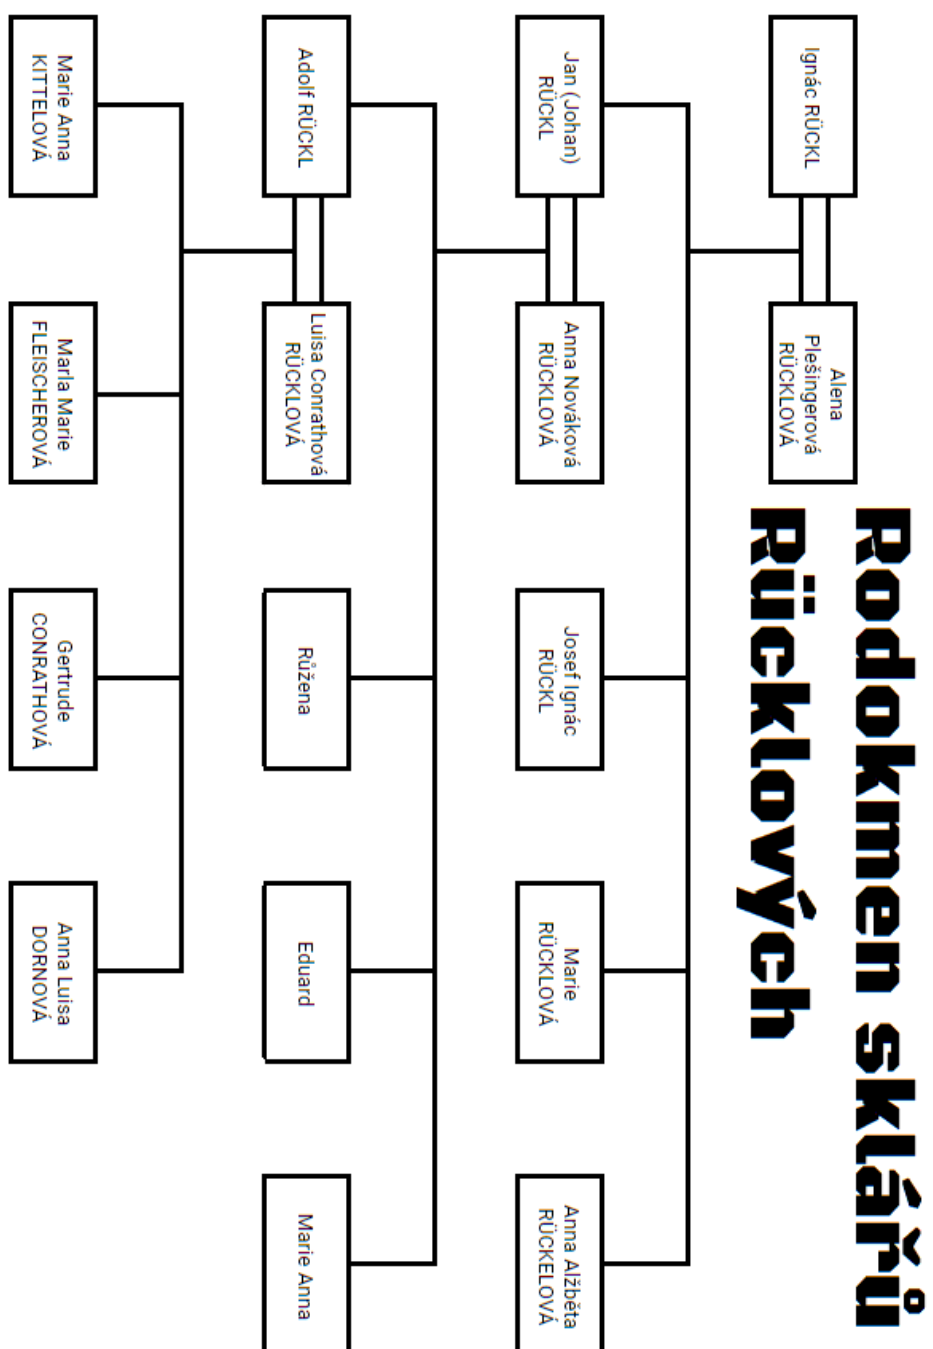 Rodokmen sklářů
Rücklových
Ignác RÜCKL
Alena
Plešingerová
RÜCKLOVÁ
Jan (Johan)
RÜCKL
Anna Nováková
RÜCKLOVÁ
Josef Ignác
RÜCKL
Marie
RÜCKLOVÁ
Anna Alžběta
RÜCKELOVÁ
Adolf RÜCKL
Luisa Conrathová
RÜCKLOVÁ
Růžena
Eduard
Marie Anna
Marie Anna
KITTELOVÁ
Marla Marie
FLEISCHEROVÁ
Gertrude
CONRATHOVÁ
Anna Luisa
DORNOVÁ